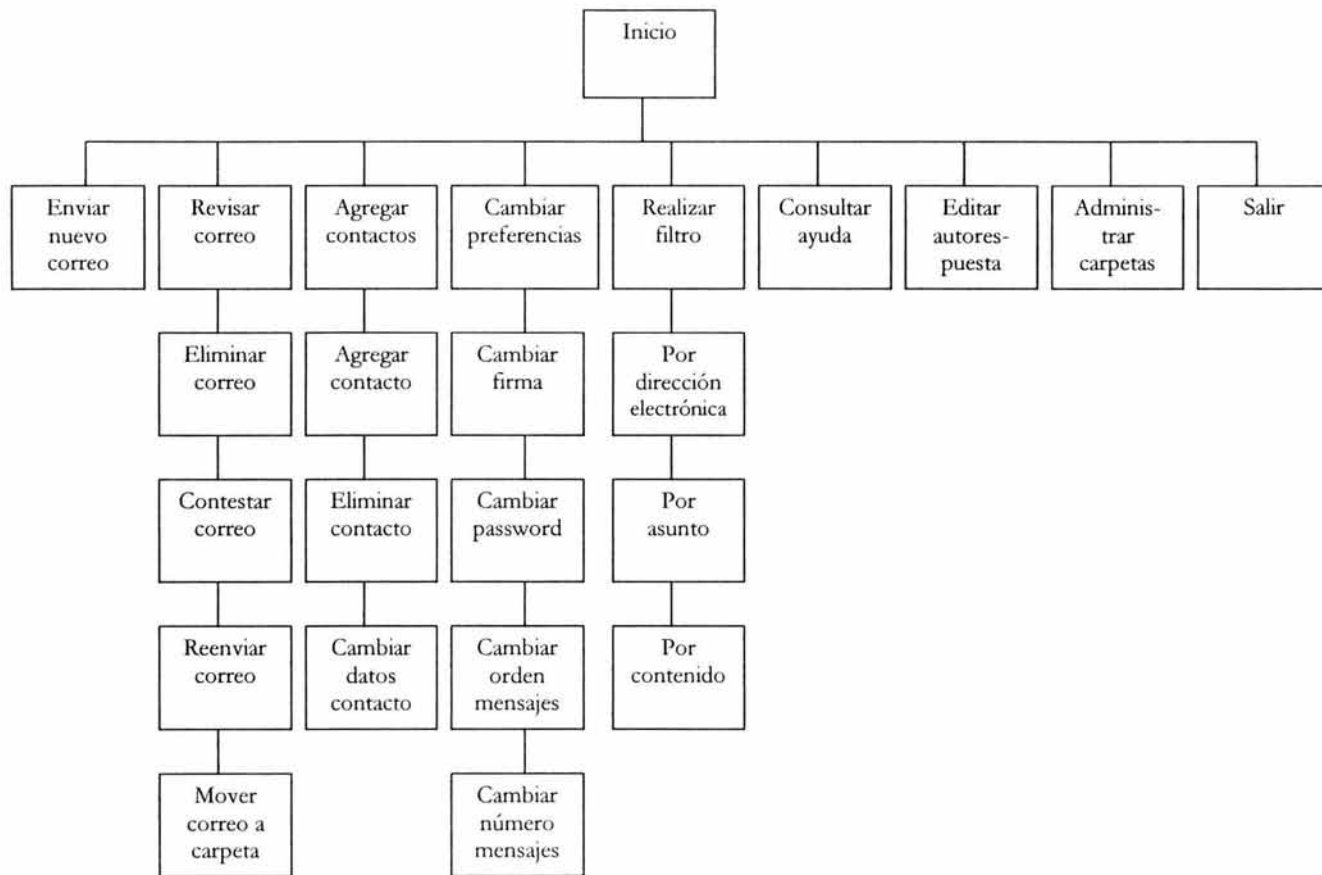 Inicio
Enviar
nuevo
correo
Revisar
correo
Agregar
contactos
Cambiar
preferencias
Realizar
filtro
Consultar
ayuda
Editar
autores-
puesta
Adminis-
trar
carpetas
Salir
Eliminar
correo
Agregar
contacto
Cambiar
firma
Por
dirección
electrónica
Contestar
correo
Eliminar
contacto
Cambiar
password
Por
asunto
Reenviar
correo
Cambiar
datos
contacto
Cambiar
orden
mensajes
Por
contenido
Mover
correo a
carpeta
Cambiar
número
mensajes